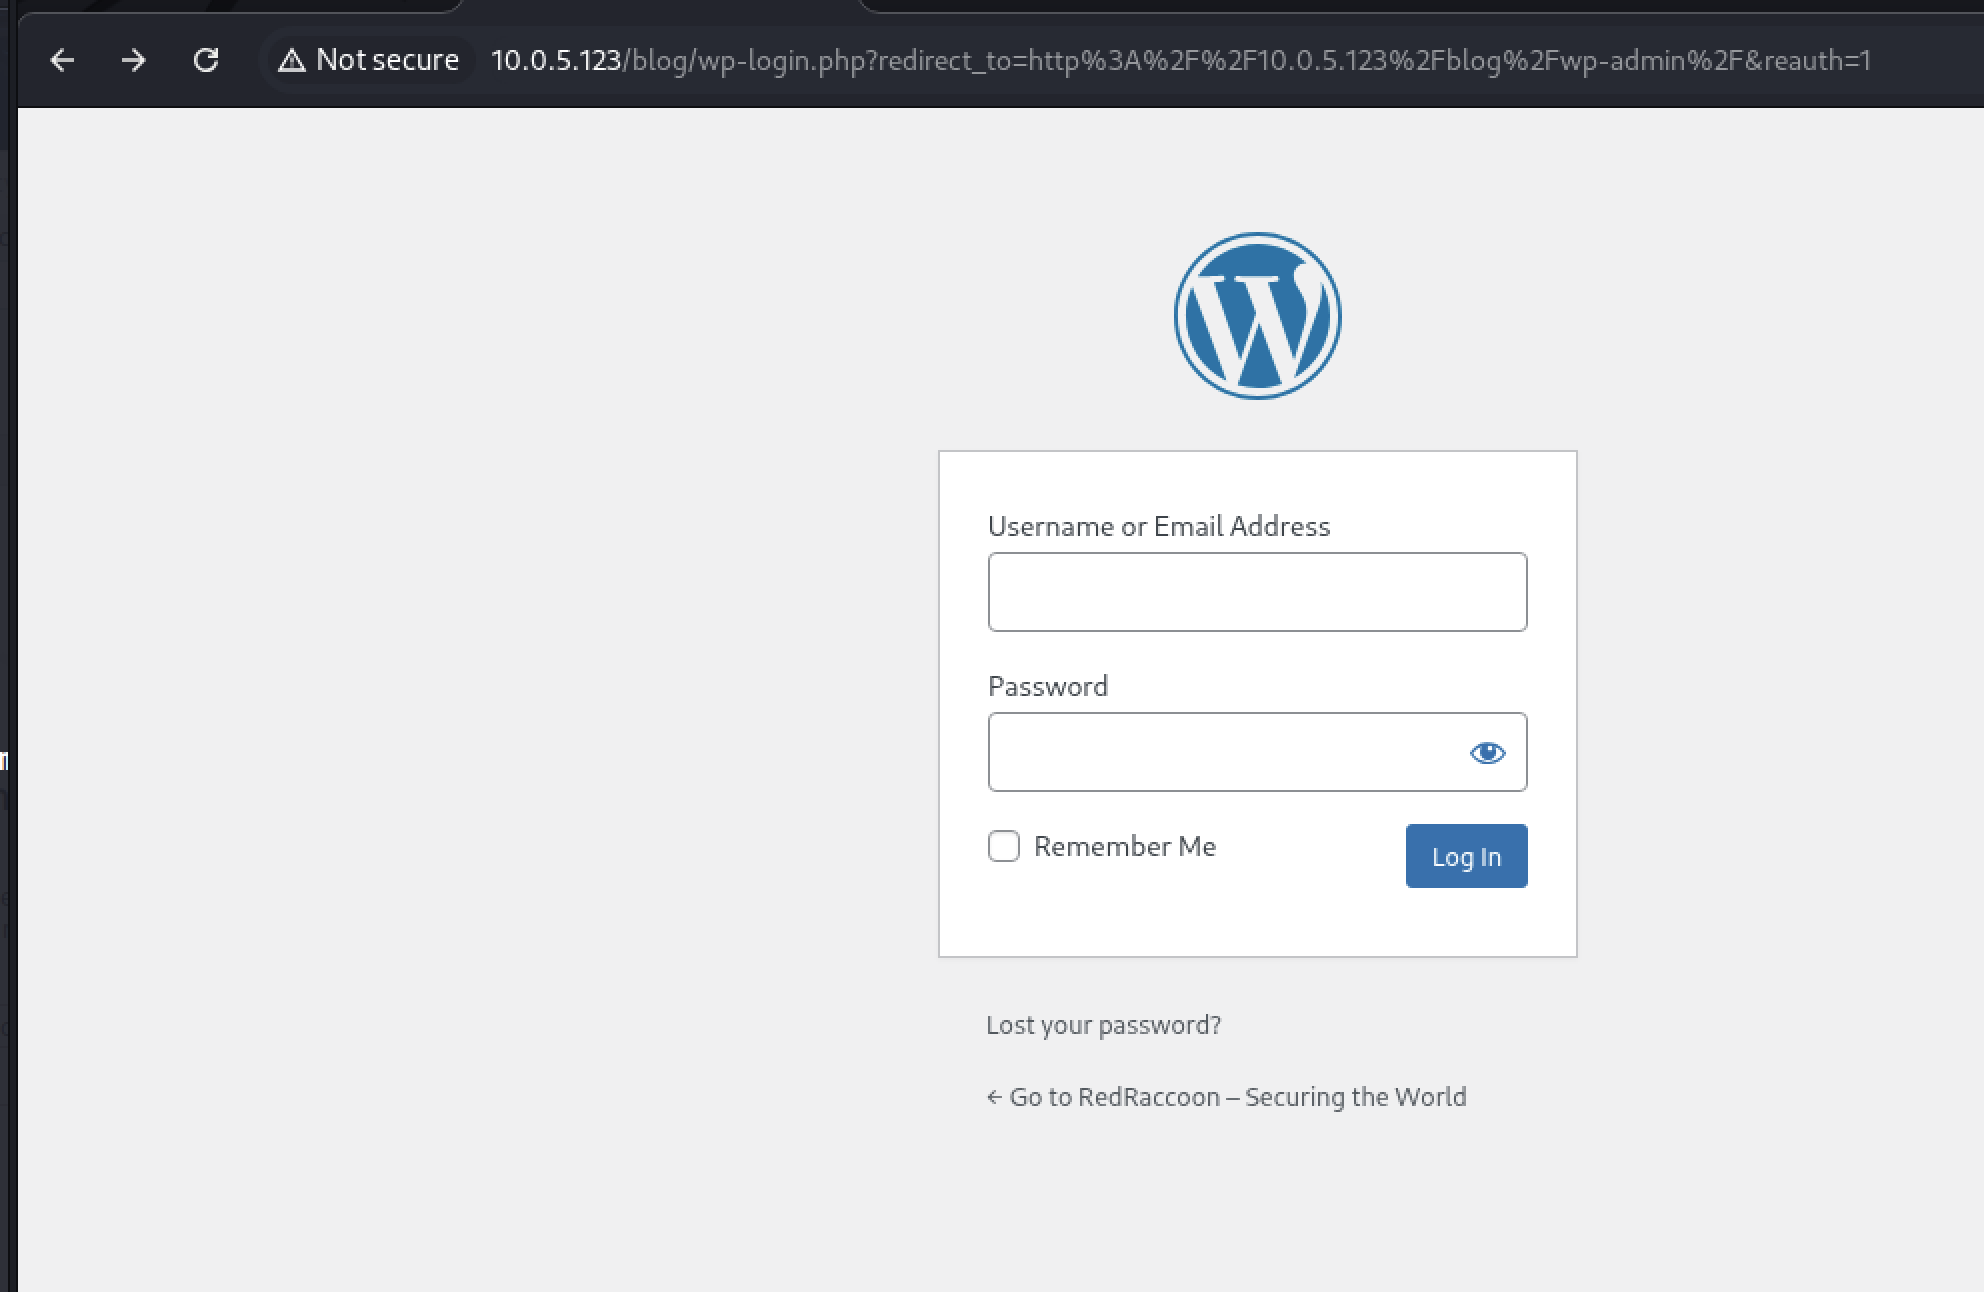 Not secure 10.0.5.123/blog/wp-login.php?redirect_to=http%3A%2F%2F10.0.5.123%2Fblog%2Fwp-admin%2F&reauth=1
Username or Email Address
Password
Remember Me
Log In
Lost your password?
← Go to RedRaccoon – Securing the World